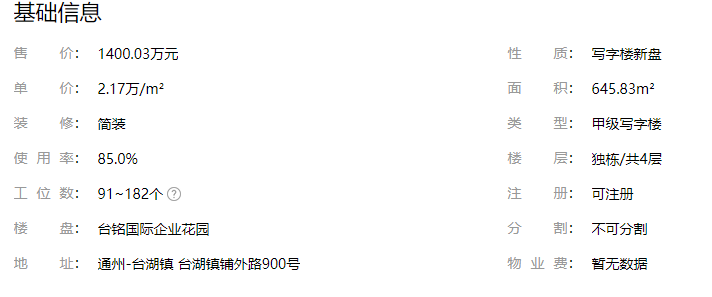 基础信息
售价： 1400.03万元 性质： 写字楼新盘
单价： 2.17万/m² 面积： 645.83m²
装修： 简装 类型： 甲级写字楼
使用率： 85.0% 楼层： 独栋/共4层
工位数： 91~182个 ? 注册： 可注册
楼盘： 台铭国际企业花园 分割： 不可分割
地址： 通州-台湖镇 台湖镇铺外路900号 物业费： 暂无数据